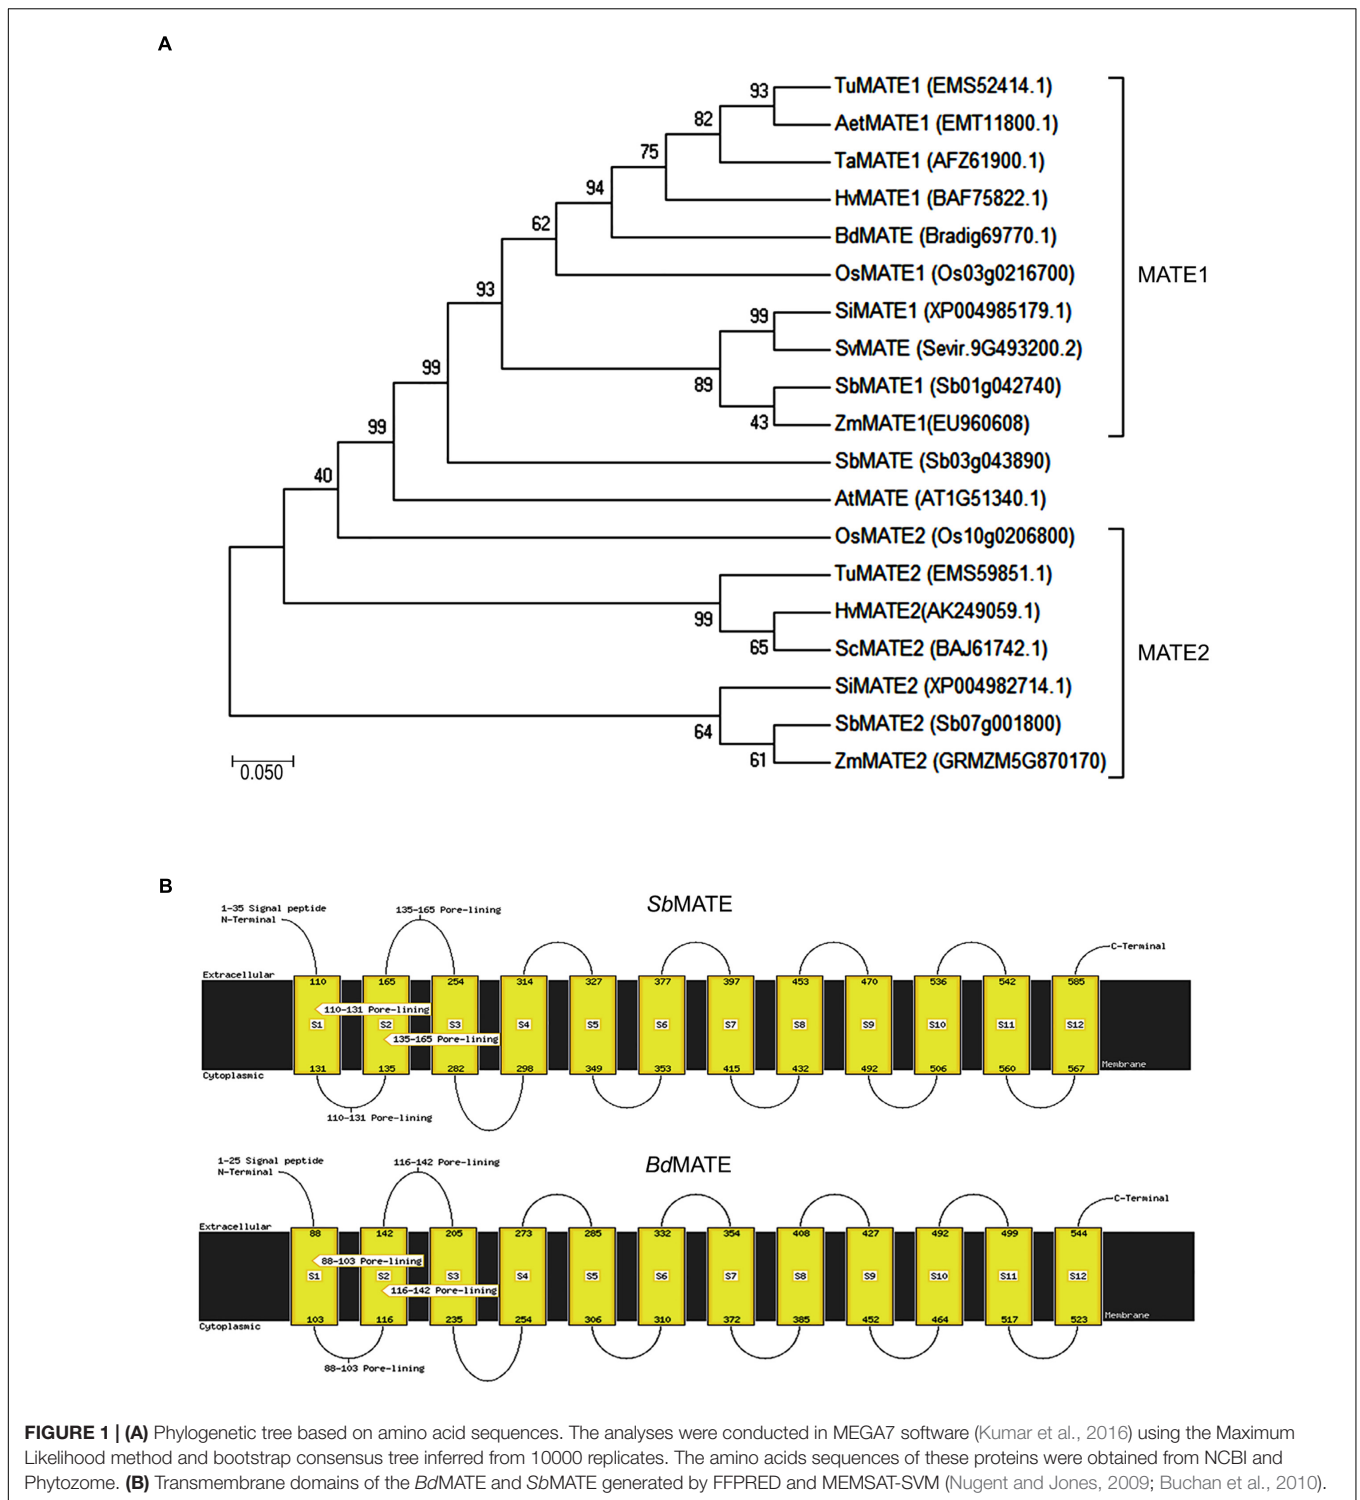 A
93
TuMATE1 (EMS52414.1)
82
AetMATE1 (EMT11800.1)
75
TaMATE1 (AFZ61900.1)
94
HvMATE1 (BAF75822.1)
62
BdMATE (Bradig69770.1)
93
OsMATE1 (Os03g0216700)
MATE1
99
SiMATE1 (XP004985179.1)
SvMATE (Sevir.9G493200.2)
99
89
SbMATE1 (Sb01g042740)
43
ZmMATE1(EU960608)
99
SbMATE (Sb03g043890)
40
AtMATE (AT1G51340.1)
OsMATE2 (Os10g0206800)
TuMATE2 (EMS59851.1)
99
HvMATE2(AK249059.1)
65
ScMATE2 (BAJ61742.1)
MATE2
SiMATE2 (XP004982714.1)
64
SbMATE2 (Sb07g001800)
61
ZmMATE2 (GRMZM5G870170)
0.050
B
SbMATE
1-35 Signal peptide
N-Terminal
135-165 Pore-lining
C-Terminal
Extracellular
110 165 254 314 327 377 397 453 470 536 542 585
110-131 Pore-lining
S1 S2 S3 S4 S5 S6 S7 S8 S9 S10 S11 S12
135-165 Pore-lining
Membrane
131 135 282 298 349 353 415 432 492 506 560 567
Cytoplasmic
110-131 Pore-lining
BdMATE
1-25 Signal peptide
N-Terminal
116-142 Pore-lining
C-Terminal
Extracellular
88 142 205 273 285 332 354 408 427 492 499 544
88-103 Pore-lining
S1 S2 S3 S4 S5 S6 S7 S8 S9 S10 S11 S12
116-142 Pore-lining
Membrane
103 116 235 254 306 310 372 385 452 464 517 523
Cytoplasmic
88-103 Pore-lining
FIGURE 1 | (A) Phylogenetic tree based on amino acid sequences. The analyses were conducted in MEGA7 software (Kumar et al., 2016) using the Maximum
Likelihood method and bootstrap consensus tree inferred from 10000 replicates. The amino acids sequences of these proteins were obtained from NCBI and
Phytozome. (B) Transmembrane domains of the BdMATE and SbMATE generated by FFPRED and MEMSAT-SVM (Nugent and Jones, 2009; Buchan et al., 2010).